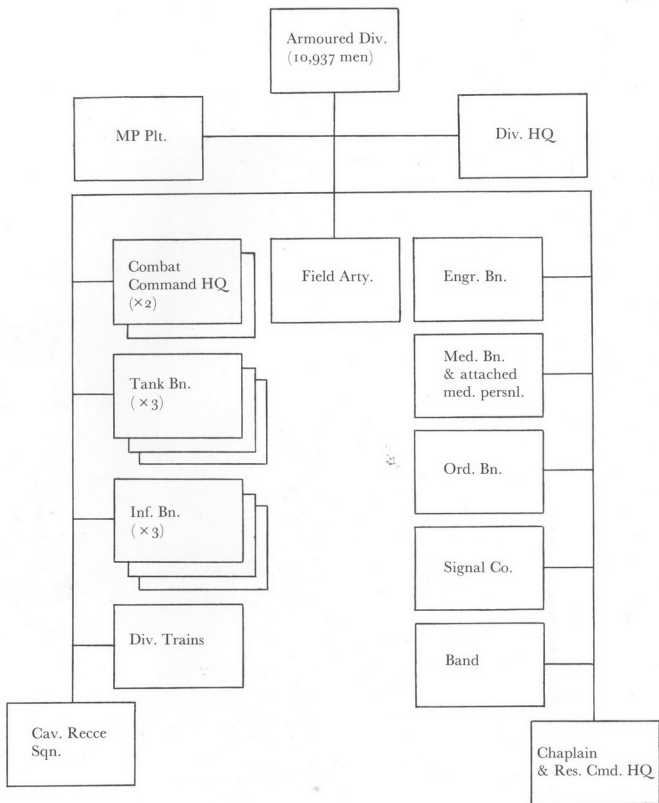 Armoured Div.
(10,937 men)
MP Plt.
Div. HQ
Combat
Command HQ
(×2)
Field Arty.
Engr. Bn.
Tank Bn.
(×3)
Med. Bn.
& attached
med. persnl.
Inf. Bn.
(×3)
Ord. Bn.
Signal Co.
Div. Trains
Band
Cav. Recce
Sqn.
Chaplain
& Res. Cmd. HQ